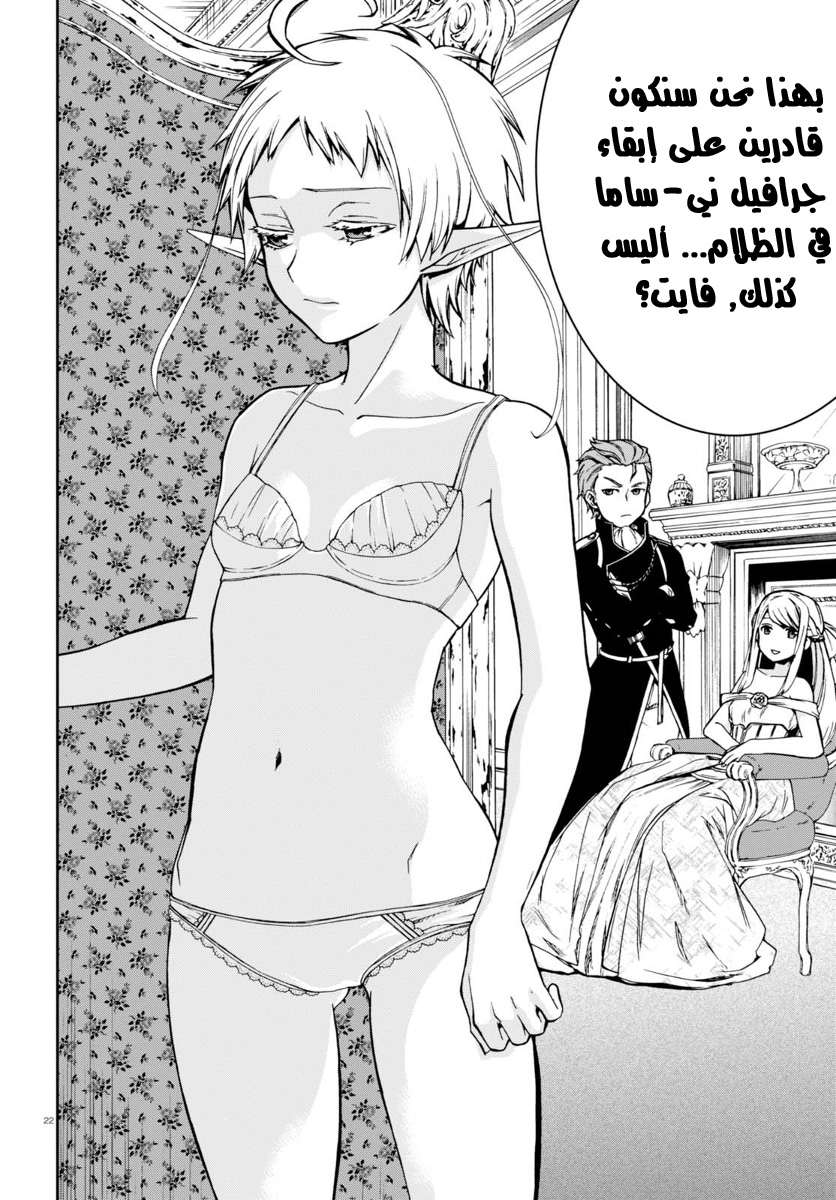 بهذا نحن سنكون
قادرين على إبقاء
جرافيل ني-ساما
في الظلام... أليس
كذلك, فايت؟
22